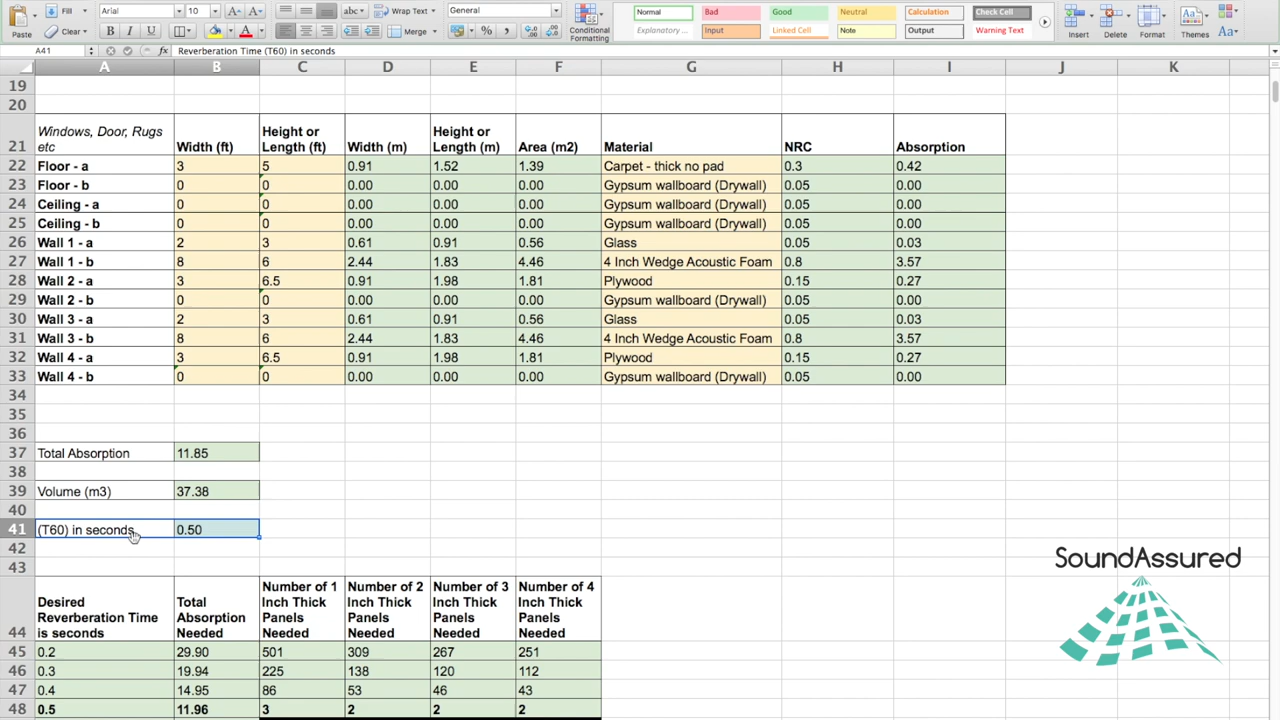 Fill Arial 10 A A abc Wrap Text General Normal Bad Good Neutral Calculation Check Cell
Paste Clear B I U A Merge % Conditional Formatting Explanatory ... Input Linked Cell Note Output Warning Text Insert Delete Format Themes Aa
A41 fx Reverberation Time (T60) in seconds
A B C D E F G H I J K
19
20
21 Windows, Door, Rugs etc Width (ft) Height or Length (ft) Width (m) Height or Length (m) Area (m2) Material NRC Absorption
22 Floor - a 3 5 0.91 1.52 1.39 Carpet - thick no pad 0.3 0.42
23 Floor - b 0 0 0.00 0.00 0.00 Gypsum wallboard (Drywall) 0.05 0.00
24 Ceiling - a 0 0 0.00 0.00 0.00 Gypsum wallboard (Drywall) 0.05 0.00
25 Ceiling - b 0 0 0.00 0.00 0.00 Gypsum wallboard (Drywall) 0.05 0.00
26 Wall 1 - a 2 3 0.61 0.91 0.56 Glass 0.05 0.03
27 Wall 1 - b 8 6 2.44 1.83 4.46 4 Inch Wedge Acoustic Foam 0.8 3.57
28 Wall 2 - a 3 6.5 0.91 1.98 1.81 Plywood 0.15 0.27
29 Wall 2 - b 0 0 0.00 0.00 0.00 Gypsum wallboard (Drywall) 0.05 0.00
30 Wall 3 - a 2 3 0.61 0.91 0.56 Glass 0.05 0.03
31 Wall 3 - b 8 6 2.44 1.83 4.46 4 Inch Wedge Acoustic Foam 0.8 3.57
32 Wall 4 - a 3 6.5 0.91 1.98 1.81 Plywood 0.15 0.27
33 Wall 4 - b 0 0 0.00 0.00 0.00 Gypsum wallboard (Drywall) 0.05 0.00
34
35
36
37 Total Absorption 11.85
38
39 Volume (m3) 37.38
40
41 (T60) in seconds 0.50
42
43
SoundAssured
44 Desired Reverberation Time is seconds Total Absorption Needed Number of 1 Inch Thick Panels Needed Number of 2 Inch Thick Panels Needed Number of 3 Inch Thick Panels Needed Number of 4 Inch Thick Panels Needed
45 0.2 29.90 501 309 267 251
46 0.3 19.94 225 138 120 112
47 0.4 14.95 86 53 46 43
48 0.5 11.96 3 2 2 2